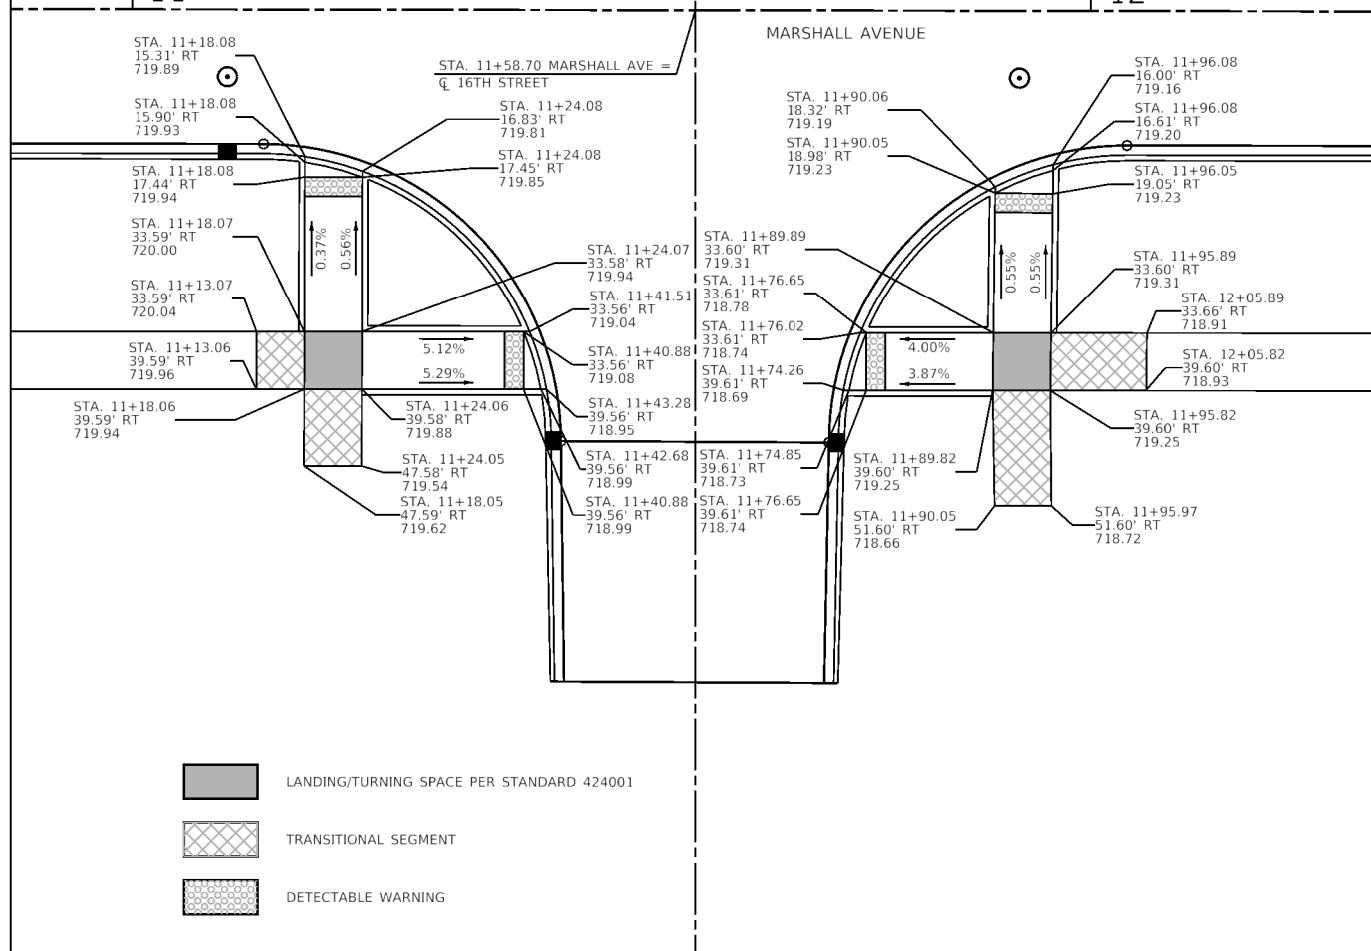 MARSHALL AVENUE
STA. 11+58.70 MARSHALL AVE =
℄ 16TH STREET
STA. 11+18.08
15.31' RT
719.89
STA. 11+18.08
15.90' RT
719.93
STA. 11+18.08
17.44' RT
719.94
STA. 11+18.07
33.59' RT
720.00
STA. 11+13.07
33.59' RT
720.04
STA. 11+13.06
39.59' RT
719.96
STA. 11+18.06
39.59' RT
719.94
STA. 11+24.08
16.83' RT
719.81
STA. 11+24.08
17.45' RT
719.85
0.37%
0.56%
STA. 11+24.07
33.58' RT
719.94
STA. 11+41.51
33.56' RT
719.04
STA. 11+40.88
33.56' RT
719.08
STA. 11+43.28
39.56' RT
718.95
STA. 11+42.68
39.56' RT
718.99
STA. 11+40.88
39.56' RT
718.99
5.12%
5.29%
STA. 11+24.06
39.58' RT
719.88
STA. 11+24.05
47.58' RT
719.54
STA. 11+18.05
47.59' RT
719.62
STA. 11+90.06
18.32' RT
719.19
STA. 11+90.05
18.98' RT
719.23
STA. 11+89.89
33.60' RT
719.31
STA. 11+76.65
33.61' RT
718.78
STA. 11+76.02
33.61' RT
718.74
STA. 11+74.26
39.61' RT
718.69
STA. 11+74.85
39.61' RT
718.73
STA. 11+76.65
39.61' RT
718.74
4.00%
3.87%
0.55%
0.55%
STA. 11+89.82
39.60' RT
719.25
STA. 11+90.05
51.60' RT
718.66
STA. 11+96.08
16.00' RT
719.16
STA. 11+96.08
16.61' RT
719.20
STA. 11+96.05
19.05' RT
719.23
STA. 11+95.89
33.60' RT
719.31
STA. 12+05.89
33.66' RT
718.91
STA. 12+05.82
39.60' RT
718.93
STA. 11+95.82
39.60' RT
719.25
STA. 11+95.97
51.60' RT
718.72
LANDING/TURNING SPACE PER STANDARD 424001
TRANSITIONAL SEGMENT
DETECTABLE WARNING